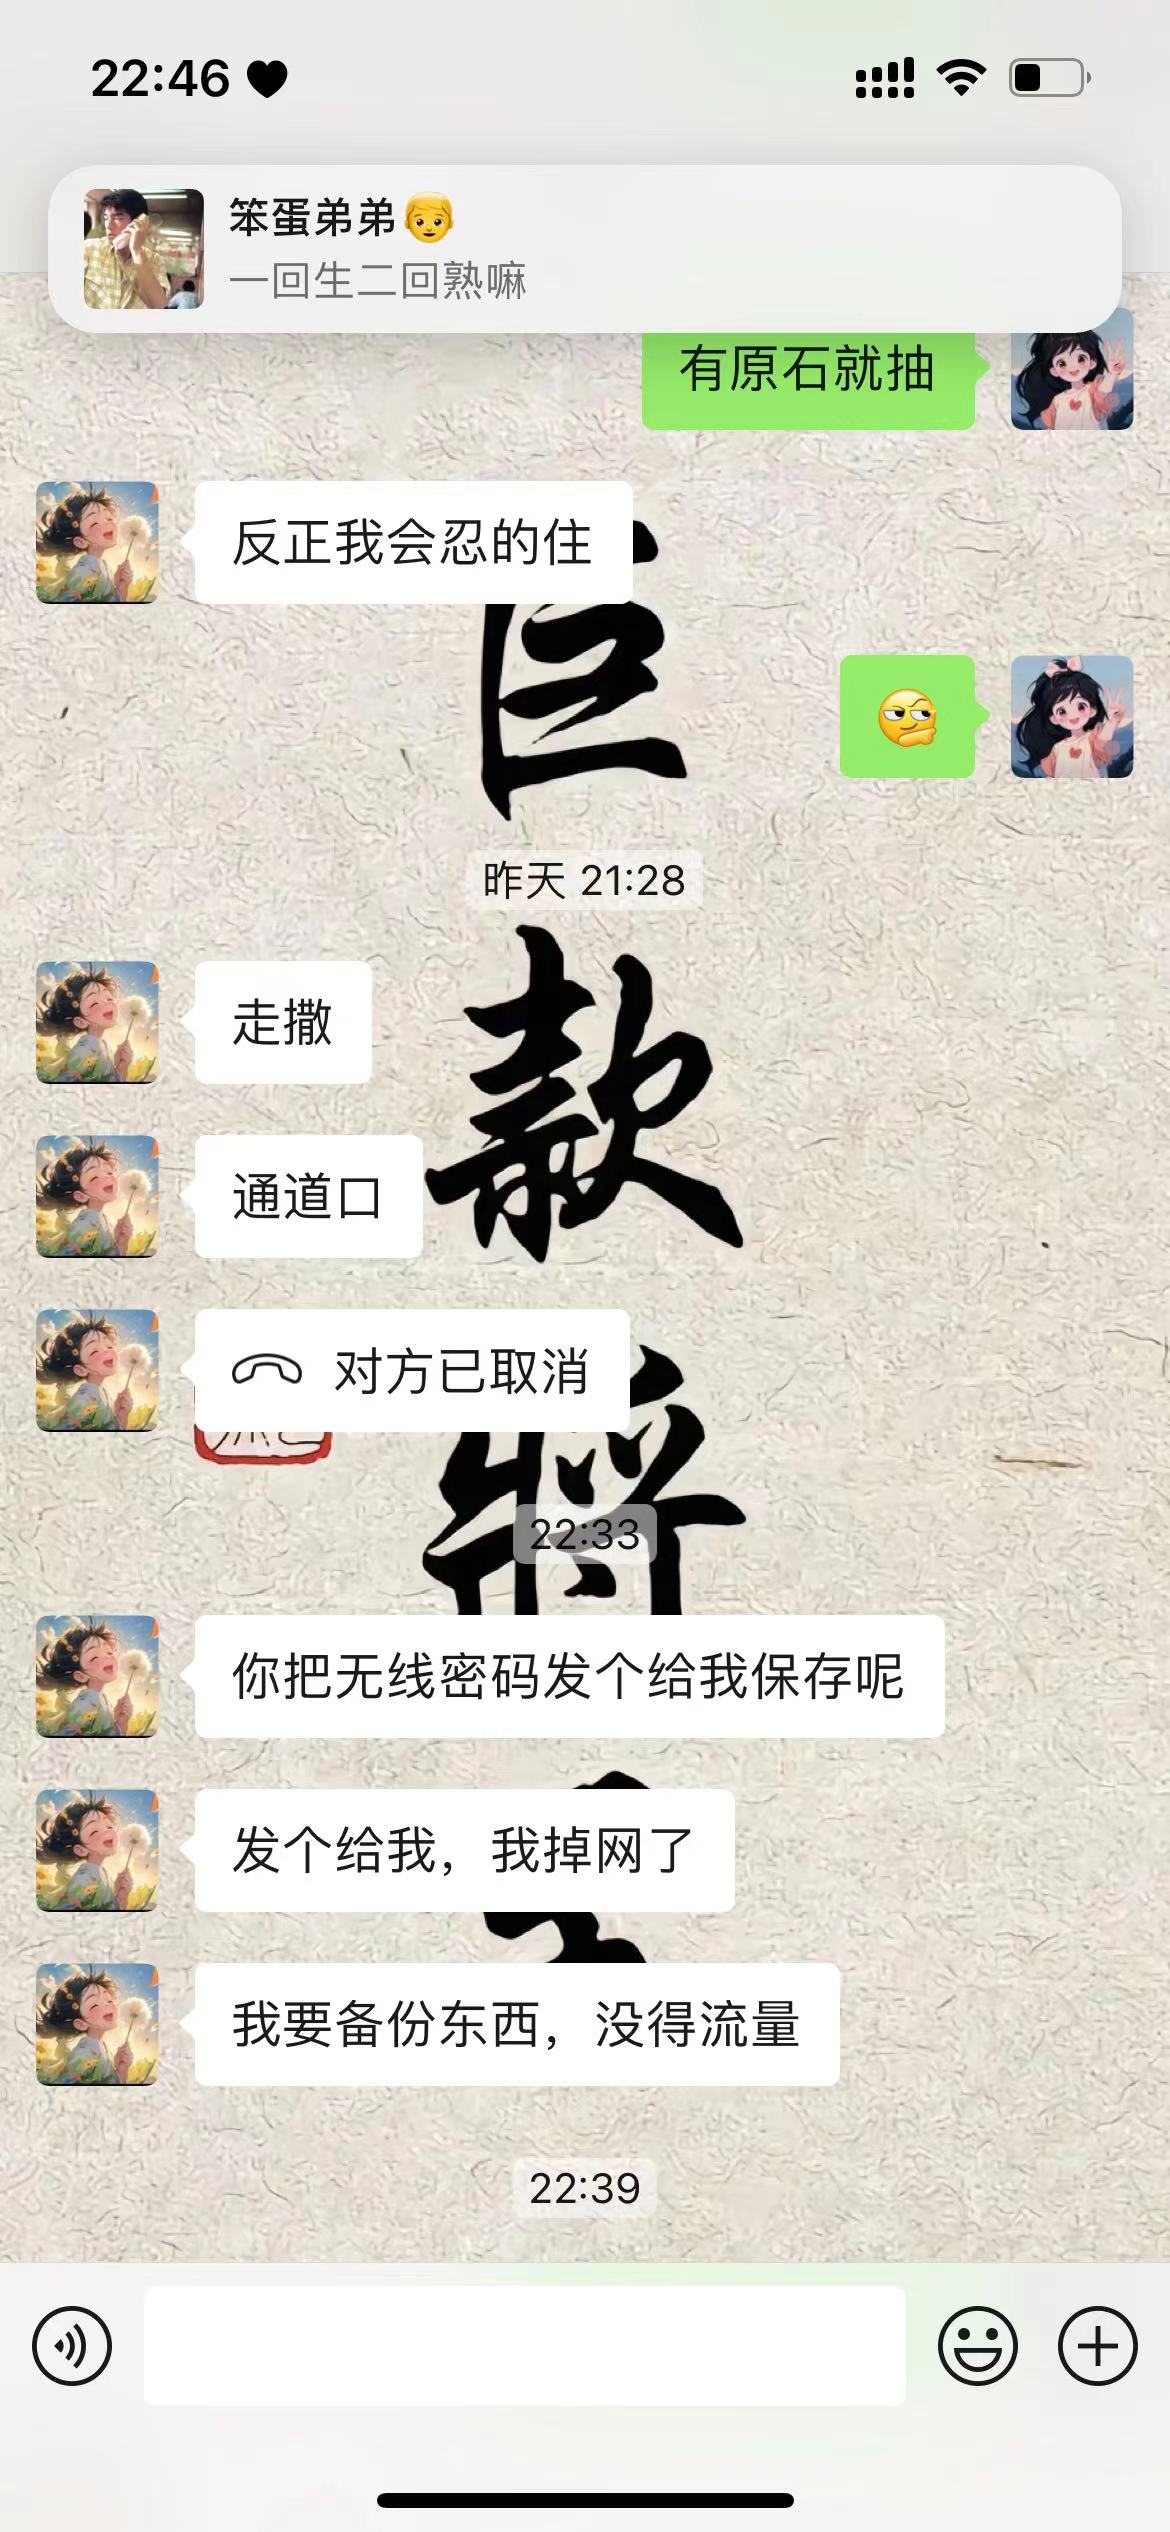 22:46
笨蛋弟弟👦
一回生二回熟嘛
有原石就抽
反正我会忍的住
🤔
昨天 21:28
走撒
款
通道口
对方已取消
22:33
你把无线密码发个给我保存呢
发个给我，我掉网了
我要备份东西，没得流量
22:39